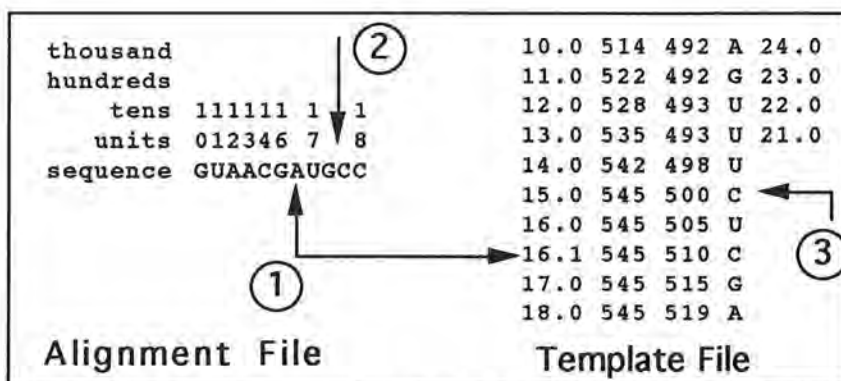 thousand
hundreds
tens 111111 1  1
units 012346 7  8
sequence GUAACGAUGCC
2
1
Alignment File
10.0 514 492 A 24.0
11.0 522 492 G 23.0
12.0 528 493 U 22.0
13.0 535 493 U 21.0
14.0 542 498 U
15.0 545 500 C
16.0 545 505 U
16.1 545 510 C
17.0 545 515 G
18.0 545 519 A
3
Template File